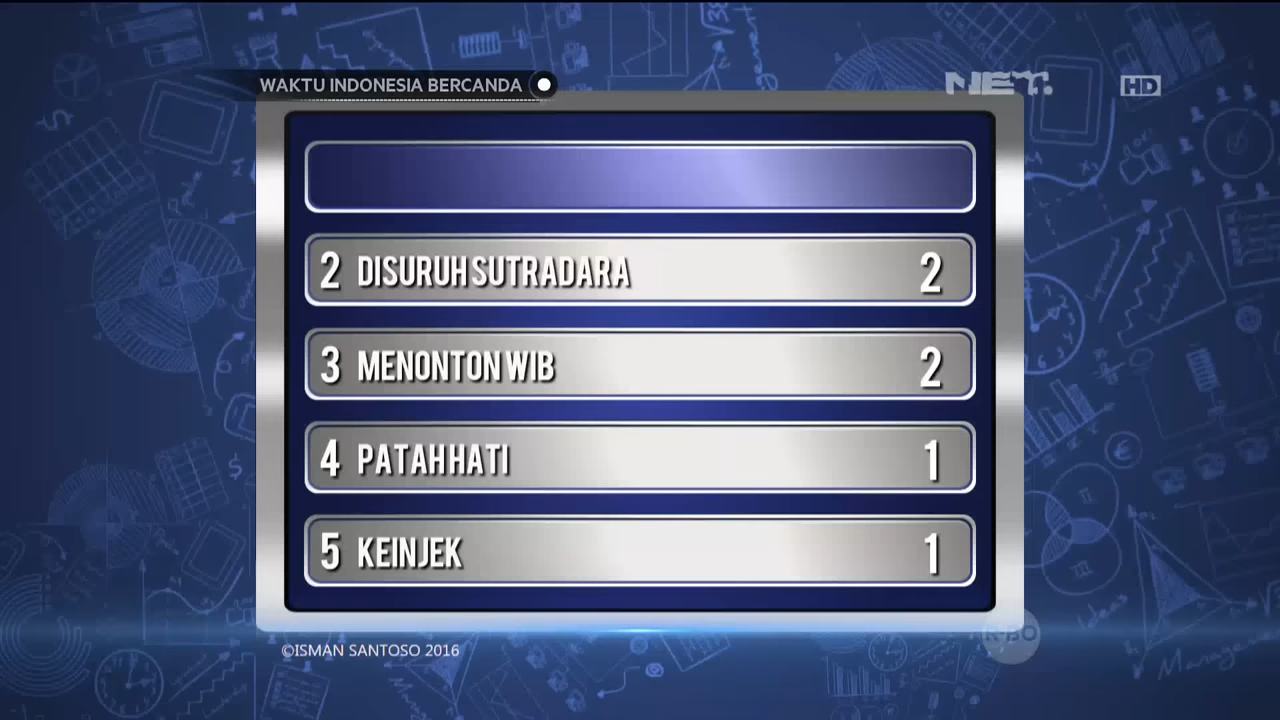 WAKTU INDONESIA BERCANDA
NET.
HD
2 DISURUH SUTRADARA 2
3 MENONTON WIB 2
4 PATAH HATI 1
5 KEINJEK 1
R-BO
©ISMAN SANTOSO 2016